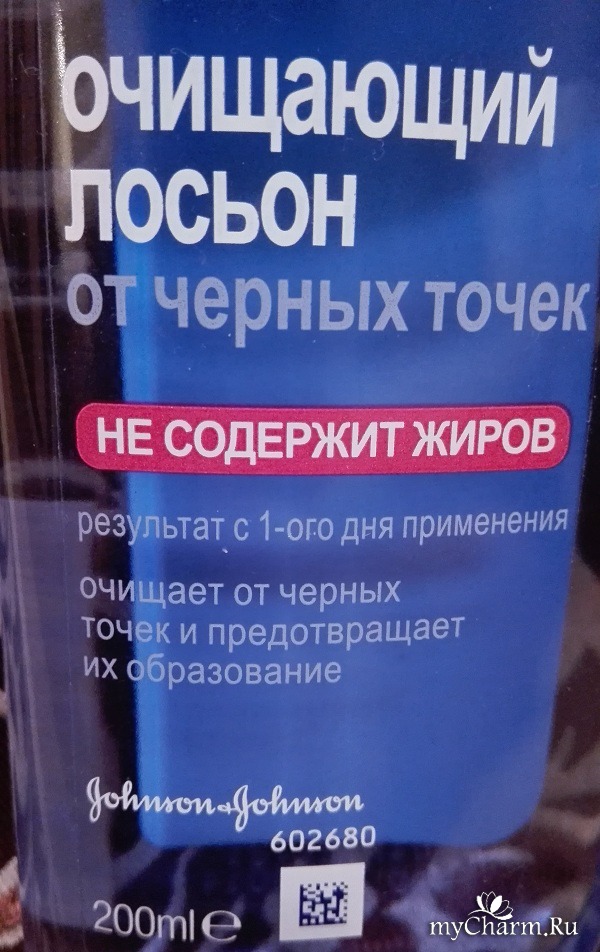 очищающий
лосьон
от черных точек
НЕ СОДЕРЖИТ ЖИРОВ
результат с 1-ого дня применения
очищает от черных
точек и предотвращает
их образование
Johnson & Johnson
602680
200ml e
myCharm.Ru